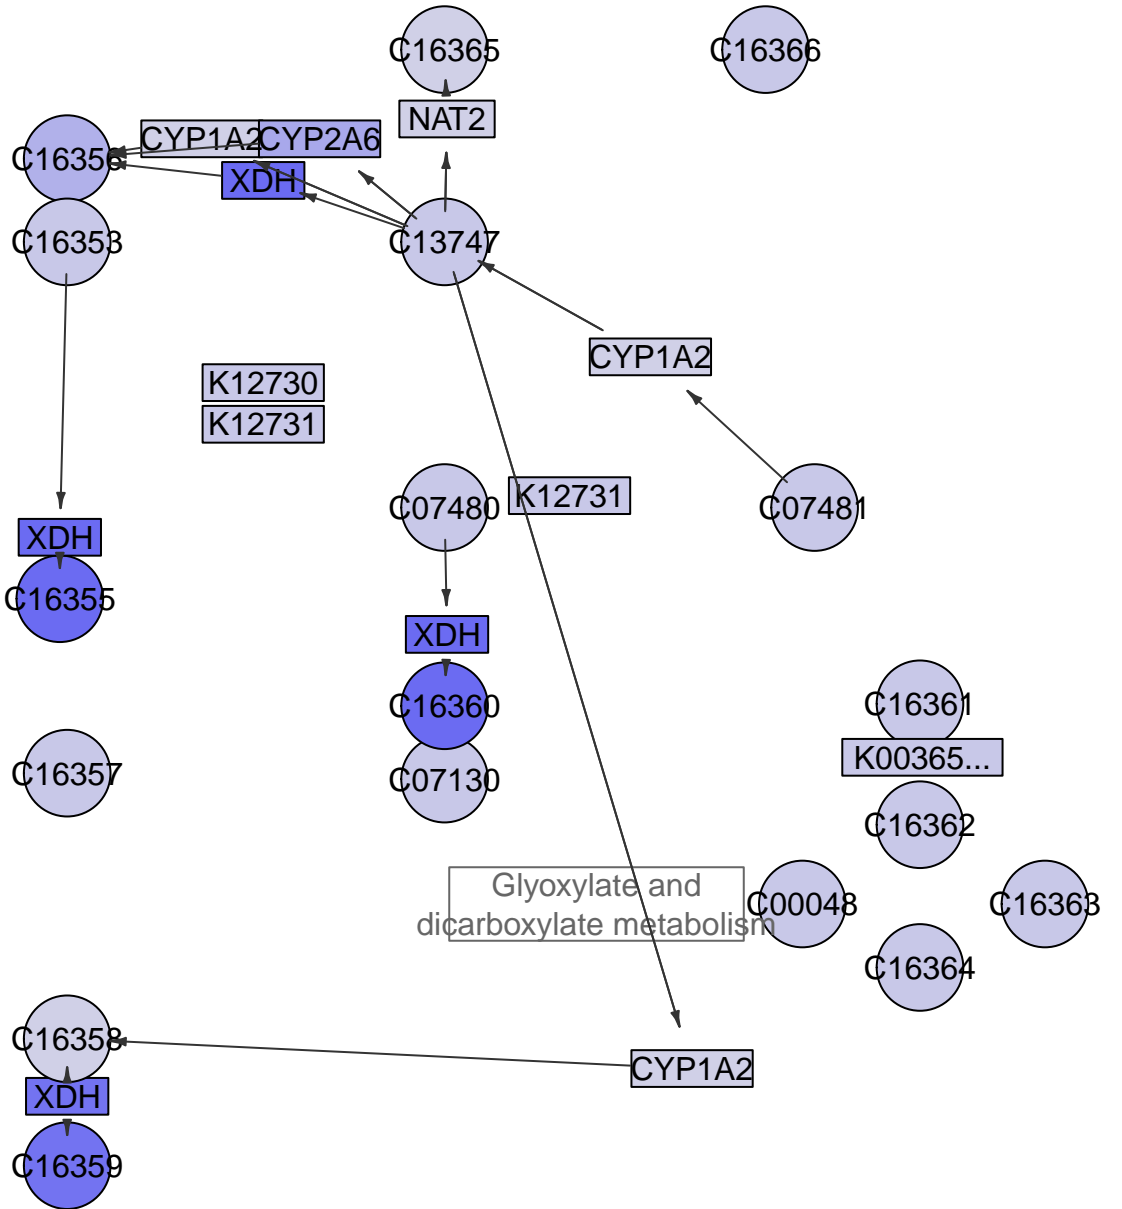 C16365
C16366
NAT2
CYP1A2
CYP2A6
C16356
XDH
C16353
C13747
CYP1A2
K12730
K12731
C07480
K12731
C07481
XDH
C16355
XDH
C16360
C16361
K00365...
C16357
C07130
C16362
Glyoxylate and
dicarboxylate metabolism
C00048
C16363
C16364
C16358
CYP1A2
XDH
C16359